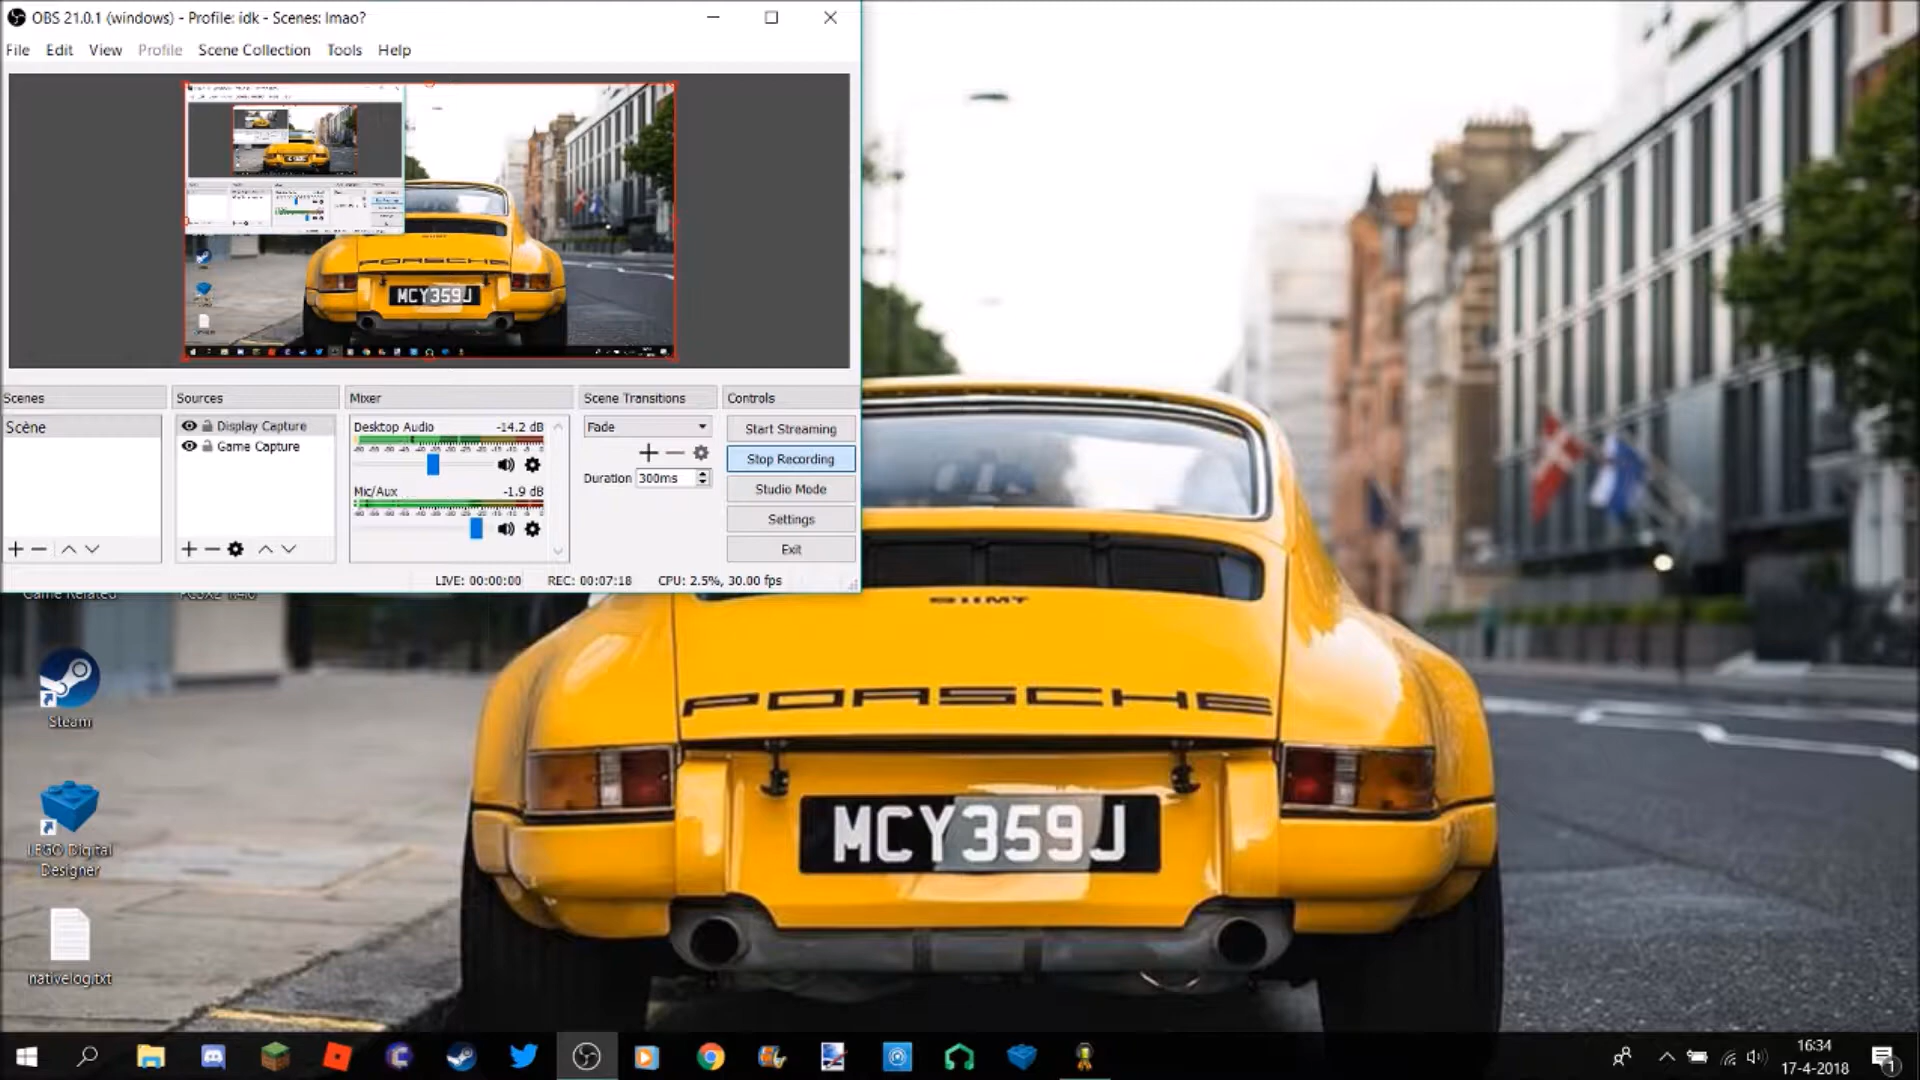 OBS 21.0.1 (windows) - Profile: idk - Scenes: lmao?
File Edit View Profile Scene Collection Tools Help
Scenes
Sources
Mixer
Scene Transitions
Controls
Scène
Display Capture
Game Capture
Desktop Audio -14.2 dB
Mic/Aux -1.9 dB
Fade
Duration 300ms
Start Streaming
Stop Recording
Studio Mode
Settings
Exit
LIVE: 00:00:00 REC: 00:07:18 CPU: 2.5%, 30.00 fps
Game Related
Steam
LEGO Digital
Designer
nativelog.txt
PORSCHE
MCY359J
PORSCHE
MCY359J
16:34
17-4-2018
1